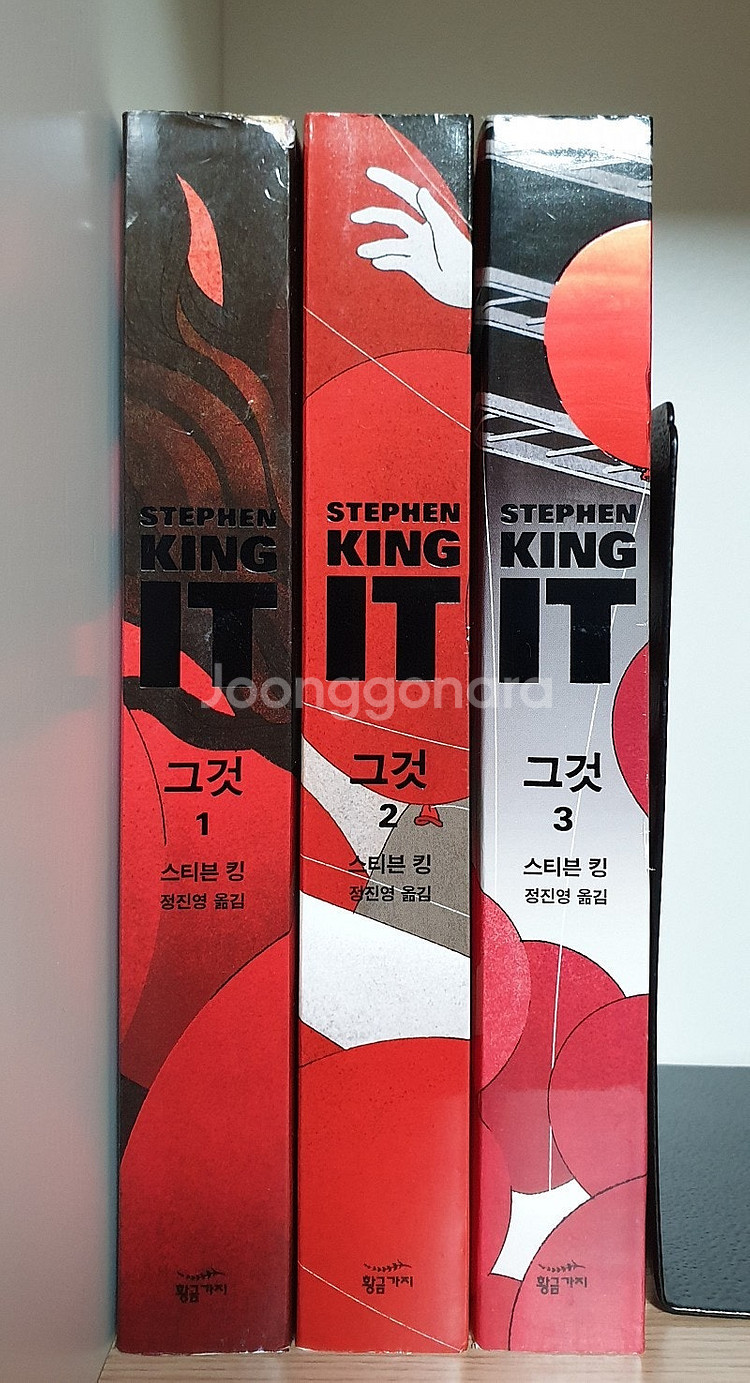 STEPHEN
KING
IT
그것
1
스티븐 킹
정진영 옮김
황금가지
STEPHEN
KING
IT
그것
2
스티븐 킹
정진영 옮김
황금가지
STEPHEN
KING
IT
그것
3
스티븐 킹
정진영 옮김
황금가지
Joonggonara